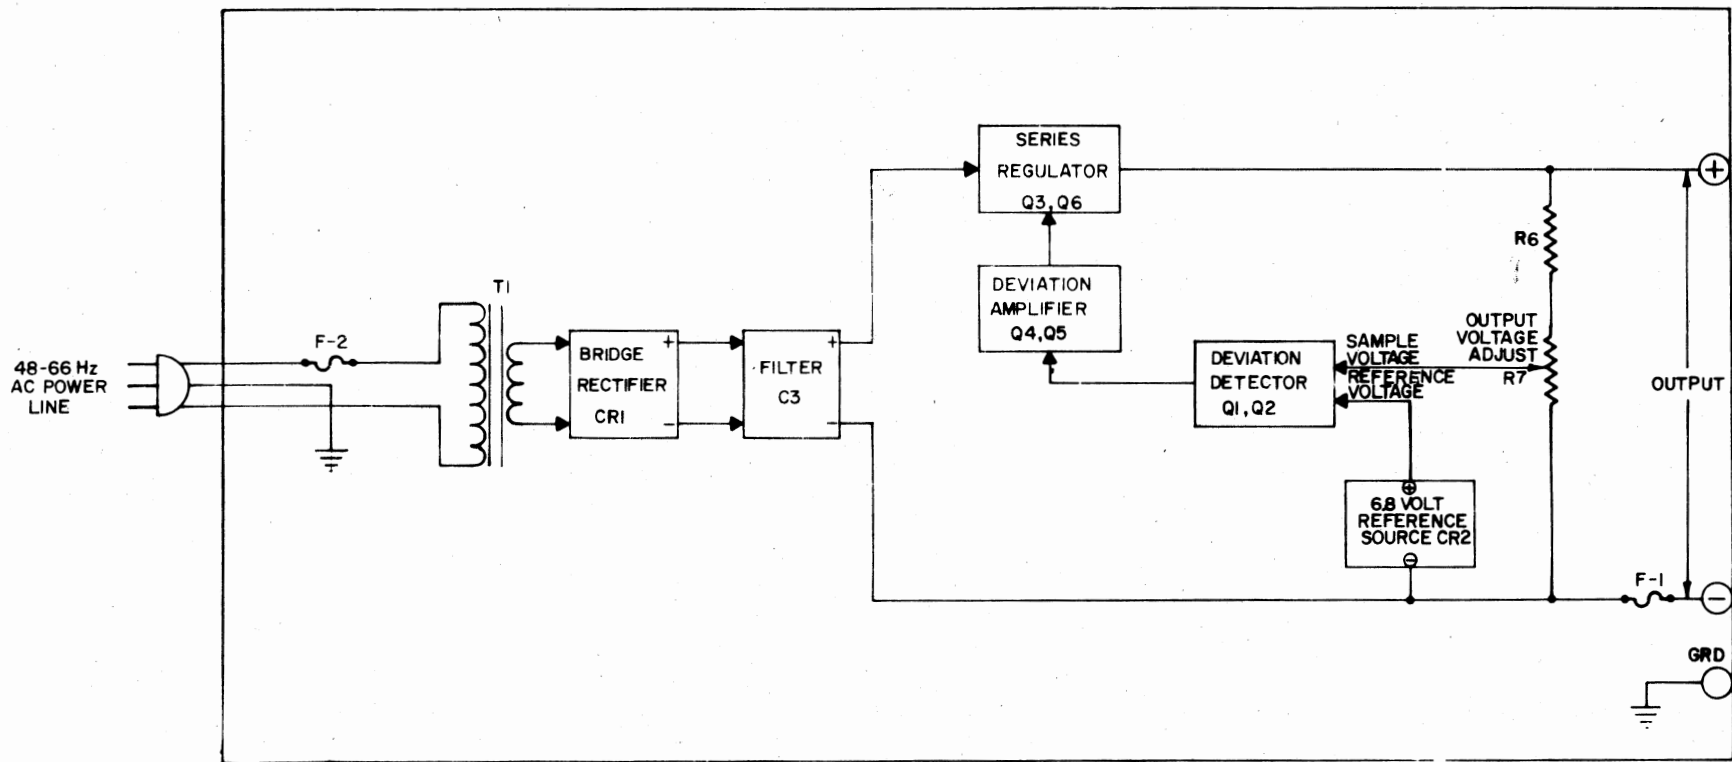 48-66 Hz
AC POWER
LINE
F-2
T1
BRIDGE
RECTIFIER
CR1
+
-
FILTER
C3
+
-
SERIES
REGULATOR
Q3,Q6
DEVIATION
AMPLIFIER
Q4,Q5
DEVIATION
DETECTOR
Q1,Q2
SAMPLE
VOLTAGE
REFERENCE
VOLTAGE
R6
OUTPUT
VOLTAGE
ADJUST
R7
6.8 VOLT
REFERENCE
SOURCE CR2
+
-
F-1
OUTPUT
+
-
GRD